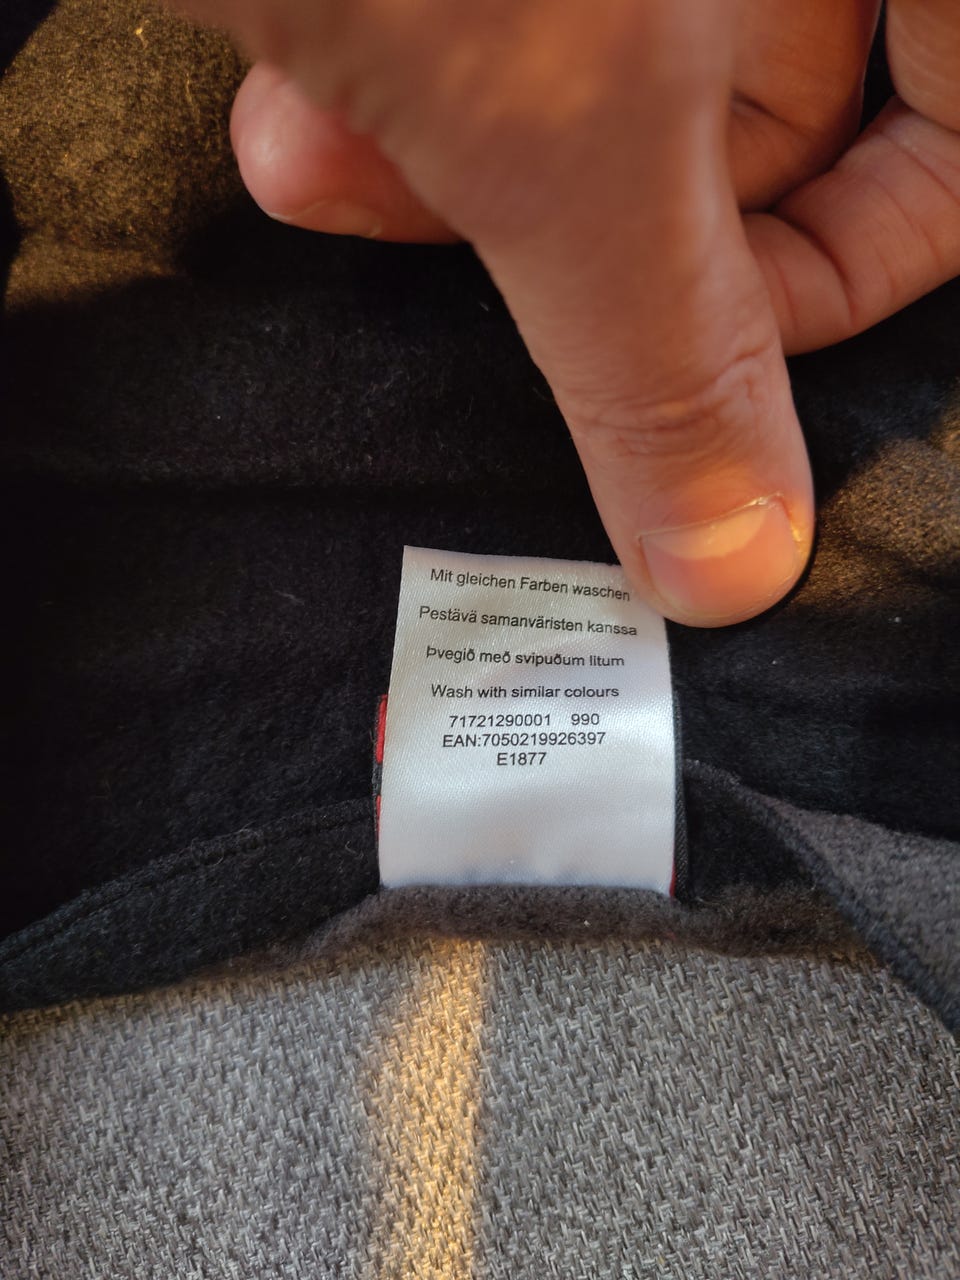 Mit gleichen Farben waschen
Pestävä samanväristen kanssa
Þvegið með svipuðum litum
Wash with similar colours
71721290001 990
EAN:7050219926397
E1877